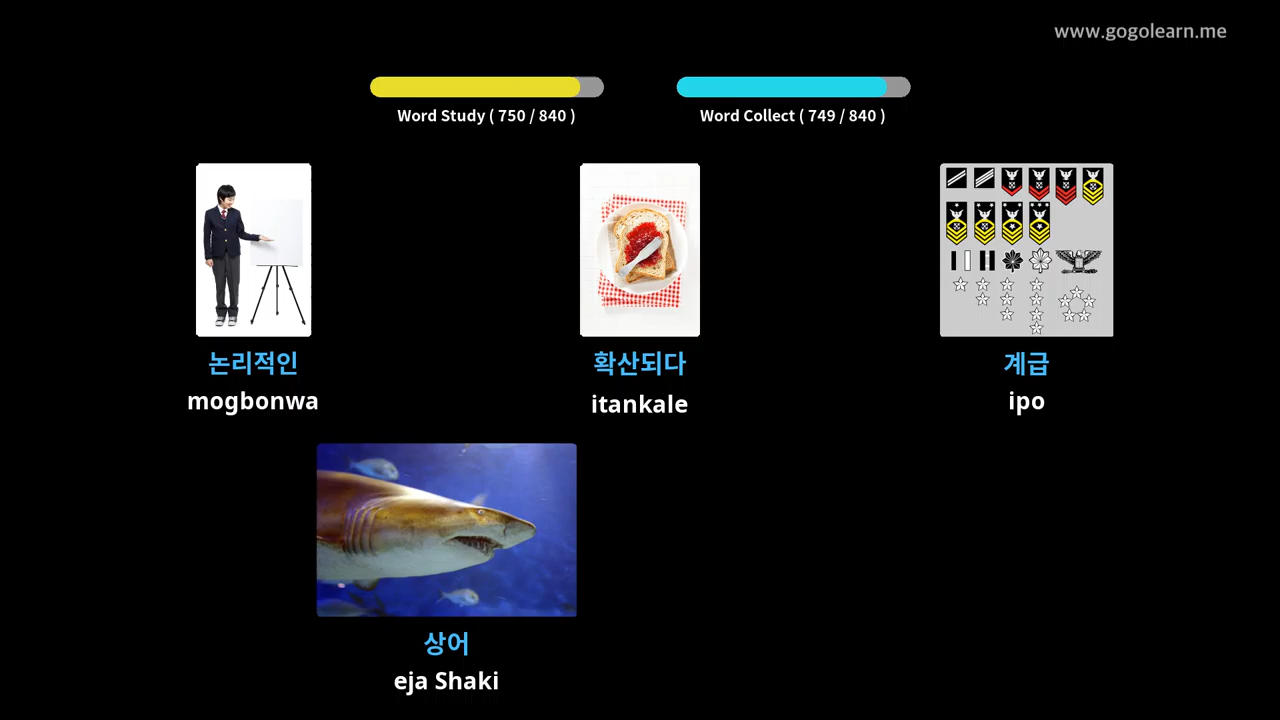 www.gogolearn.me
Word Study ( 750 / 840 )
Word Collect ( 749 / 840 )
논리적인
mogbonwa
확산되다
itankale
계급
ipo
상어
eja Shaki